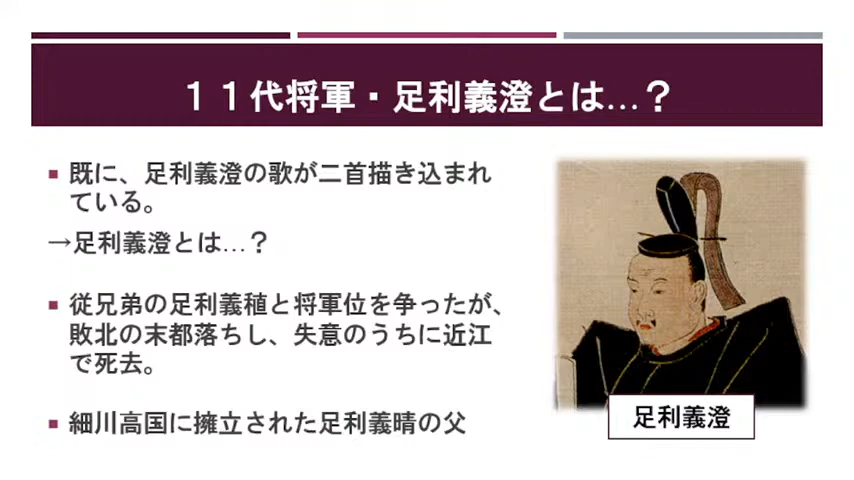 １１代将軍・足利義澄とは…？
■ 既に、足利義澄の歌が二首描き込まれ
ている。
→足利義澄とは…？
■ 従兄弟の足利義稙と将軍位を争ったが、
敗北の末都落ちし、失意のうちに近江
で死去。
■ 細川高国に擁立された足利義晴の父
足利義澄